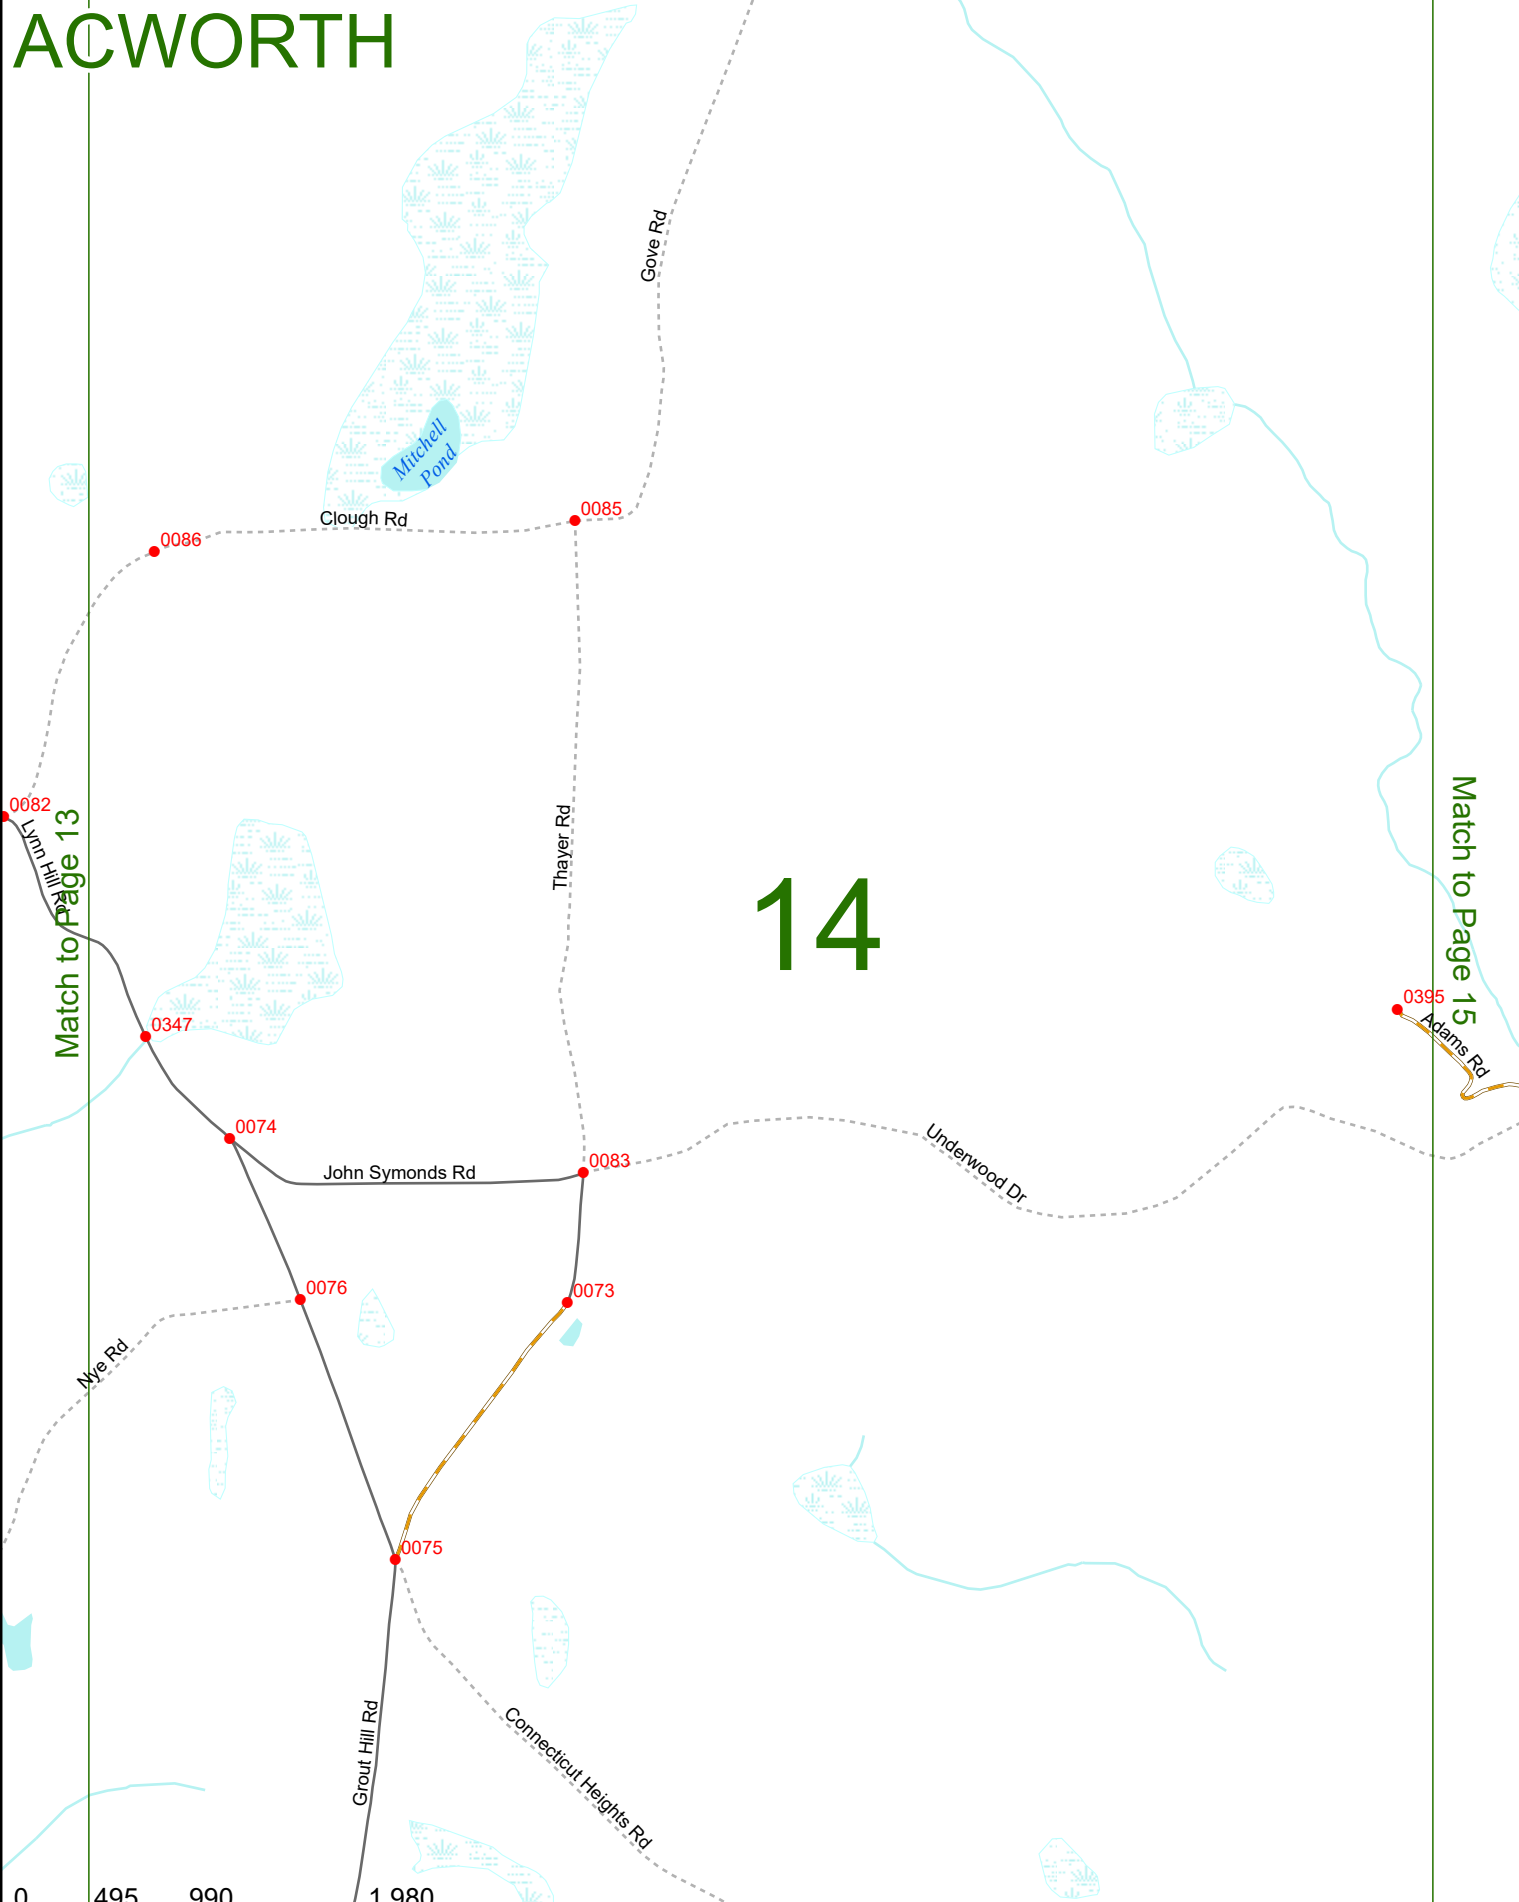 ACWORTH
Gove Rd
Mitchell
Pond
0085
Clough Rd
0086
0082
Lynn Hill Rd
Match to Page 13
Thayer Rd
14
Match to Page 15
0395
Adams Rd
0347
0074
John Symonds Rd
0083
Underwood Dr
0076
0073
Nye Rd
0075
Grout Hill Rd
Connecticut Heights Rd
0 495 990 1,980